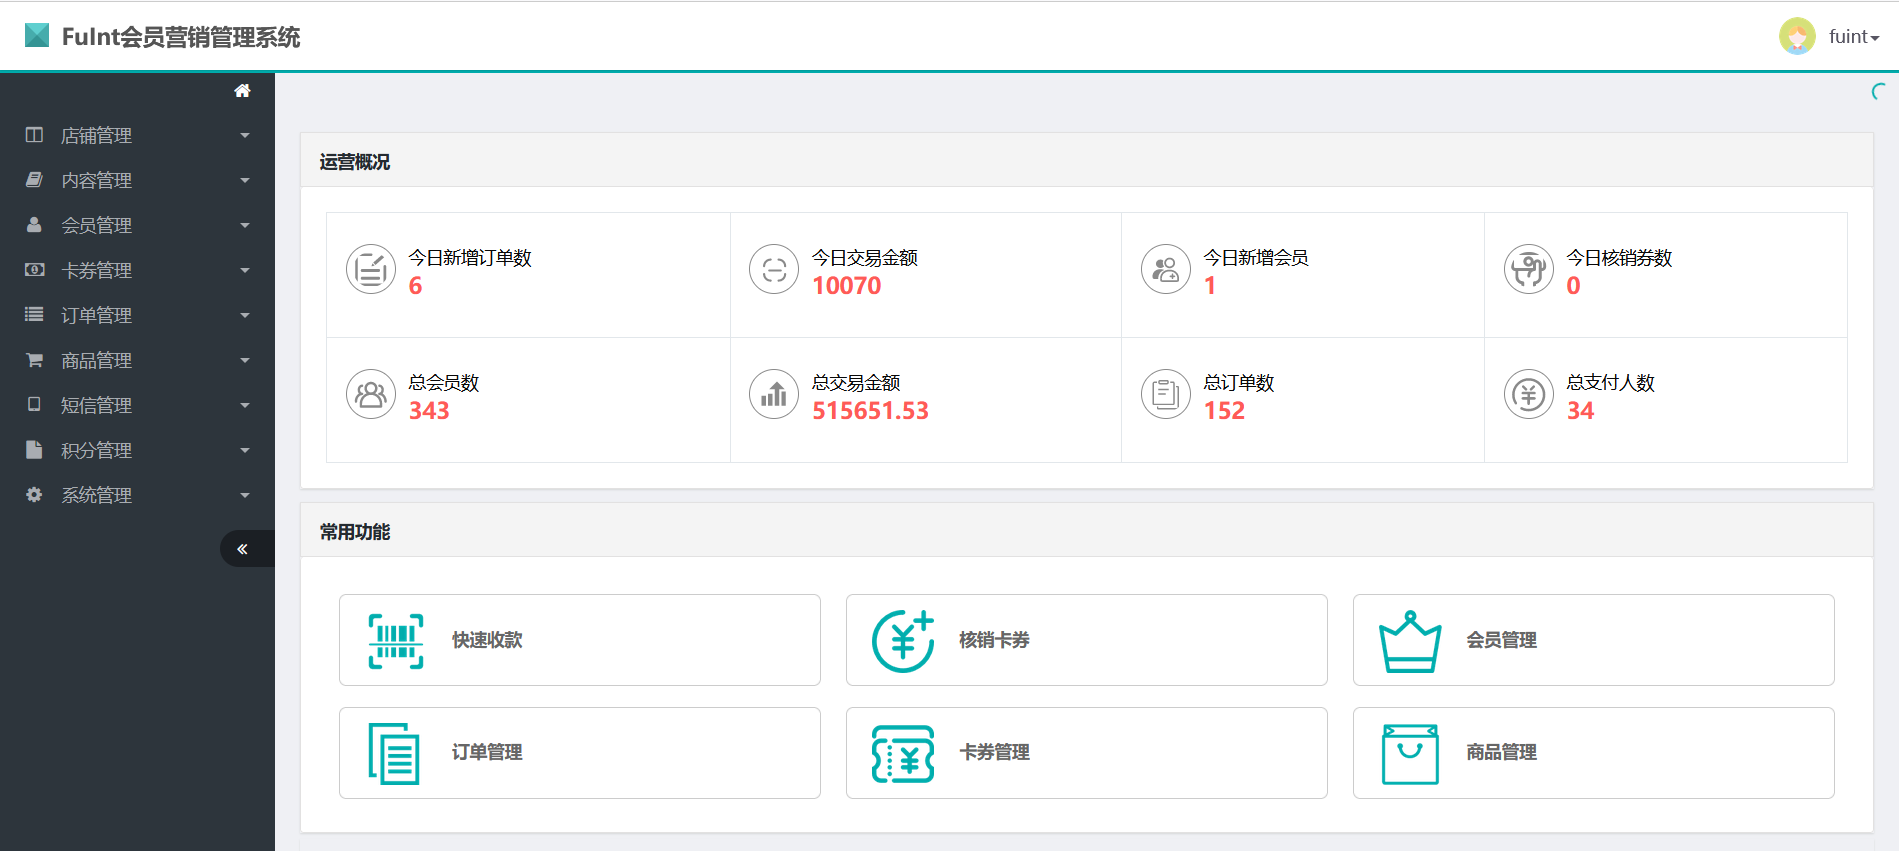 FuInt会员营销管理系统
fuint
店铺管理
内容管理
会员管理
卡券管理
订单管理
商品管理
短信管理
积分管理
系统管理
运营概况
今日新增订单数
6
今日交易金额
10070
今日新增会员
1
今日核销券数
0
总会员数
343
总交易金额
515651.53
总订单数
152
总支付人数
34
常用功能
快速收款
核销卡券
会员管理
订单管理
卡券管理
商品管理